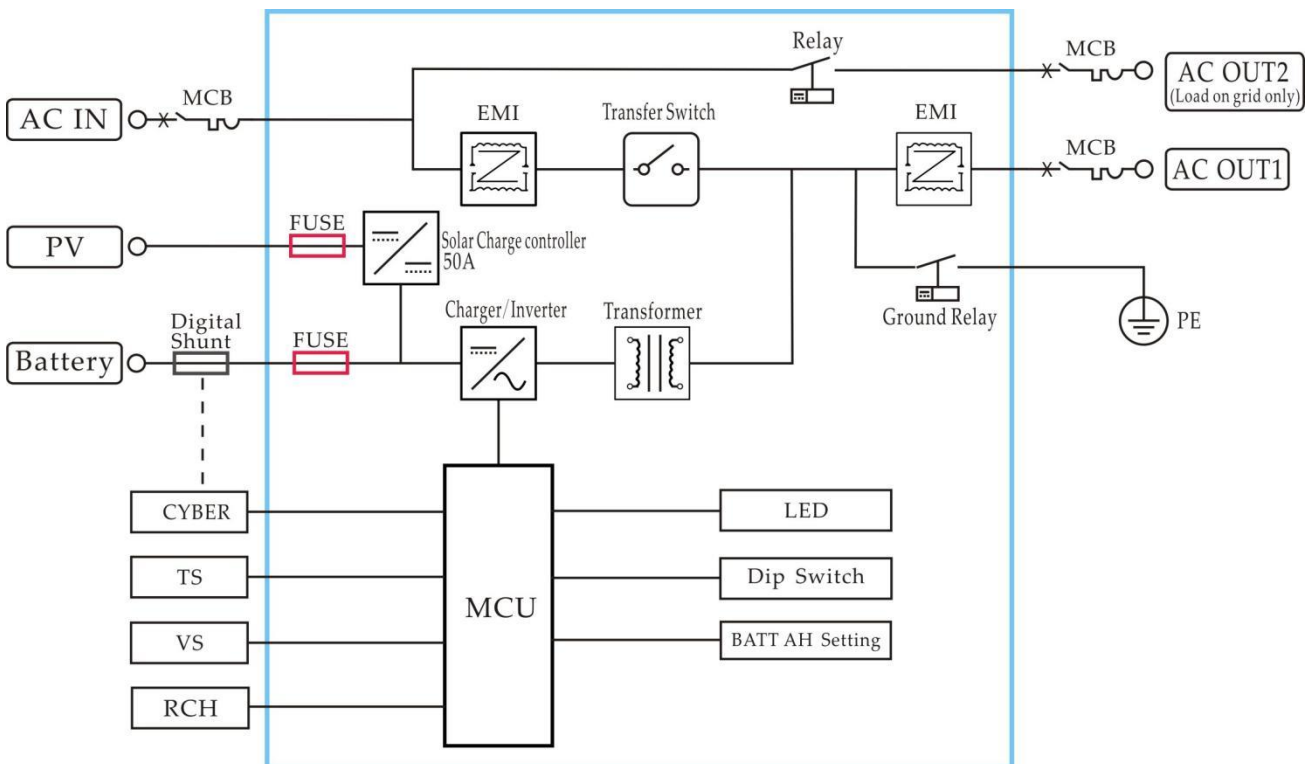 Relay
MCB
AC OUT2
(Load on grid only)
AC IN
MCB
EMI
Transfer Switch
EMI
MCB
AC OUT1
PV
FUSE
Solar Charge controller
50A
Charger/Inverter
Transformer
Ground Relay
PE
Battery
Digital
Shunt
FUSE
CYBER
LED
TS
Dip Switch
MCU
VS
BATT AH Setting
RCH